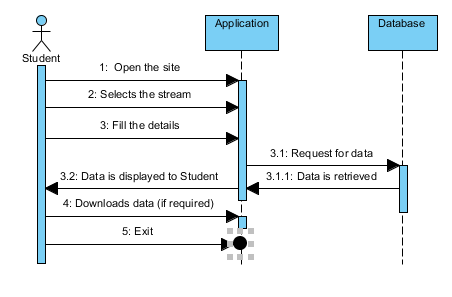 Application
Database
Student
1:  Open the site
2: Selects the stream
3: Fill the details
3.1: Request for data
3.2: Data is displayed to Student
3.1.1: Data is retrieved
4: Downloads data (if required)
5: Exit